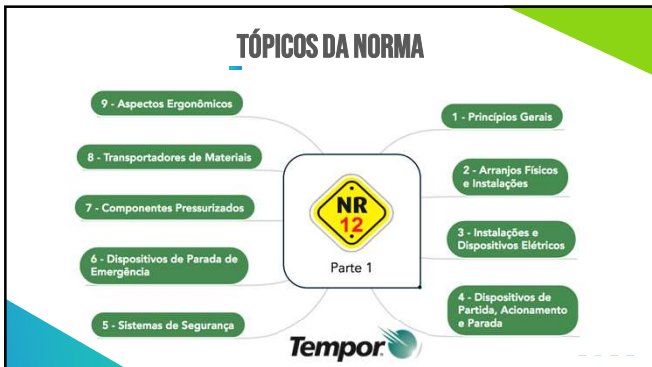 TÓPICOS DA NORMA
9 - Aspectos Ergonômicos
8 - Transportadores de Materiais
7 - Componentes Pressurizados
6 - Dispositivos de Parada de
Emergência
5 - Sistemas de Segurança
NR
12
Parte 1
1 - Princípios Gerais
2 - Arranjos Físicos
e Instalações
3 - Instalações e
Dispositivos Elétricos
4 - Dispositivos de
Partida, Acionamento
e Parada
Tempor